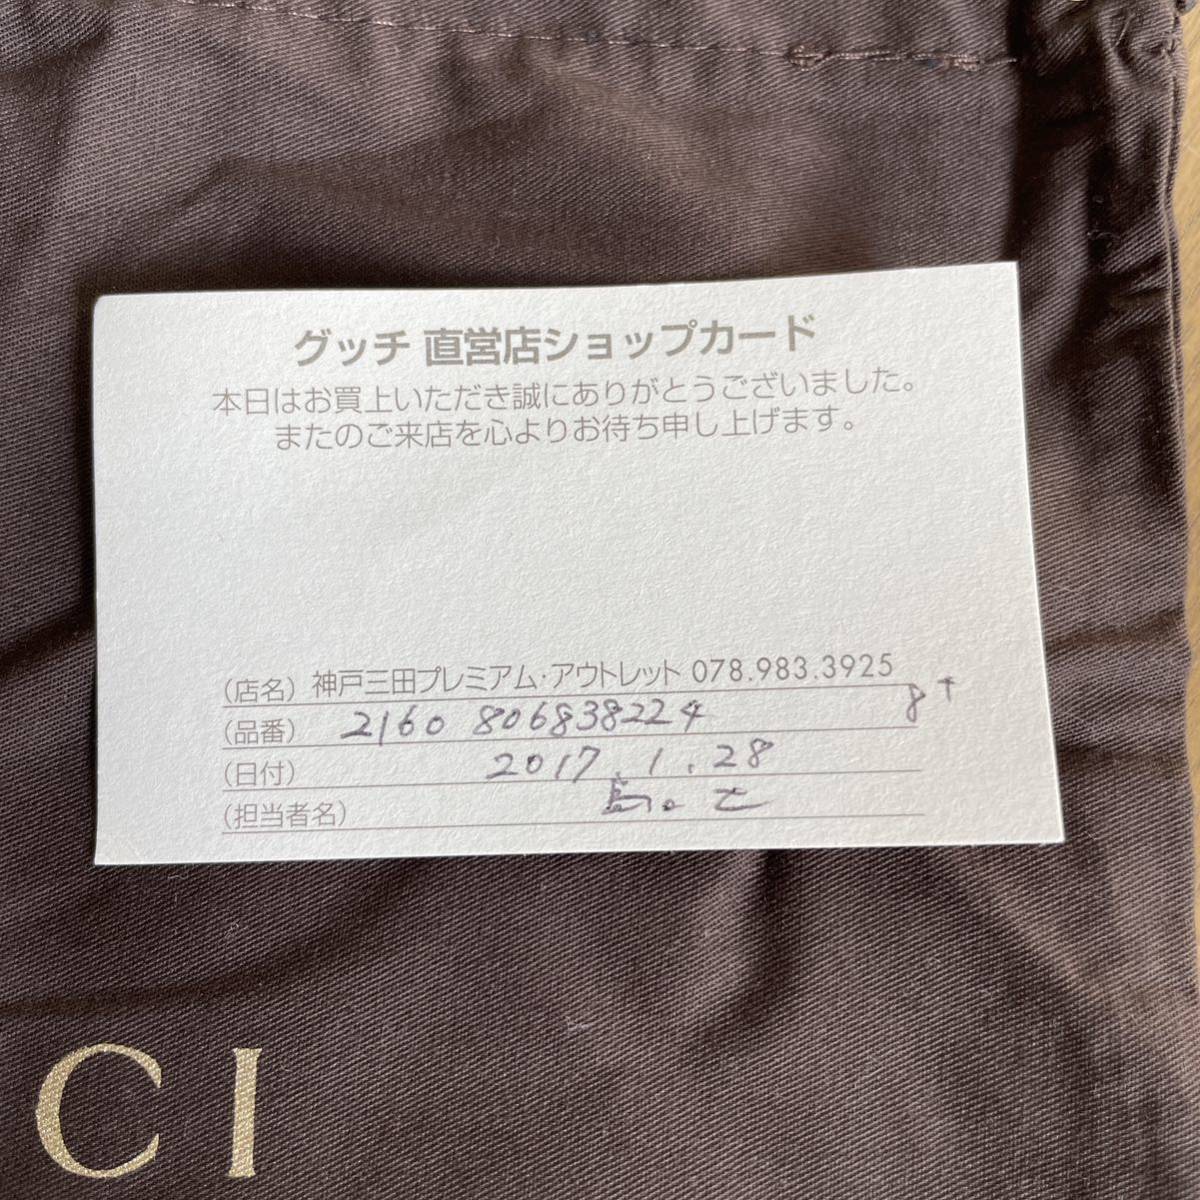 グッチ 直営店ショップカード
本日はお買上いただき誠にありがとうございました。
またのご来店を心よりお待ち申し上げます。
(店名) 神戸三田プレミアム・アウトレット 078.983.3925
(品番) 2160 806838224 8
(日付) 2017.1.28
(担当者名)
CI